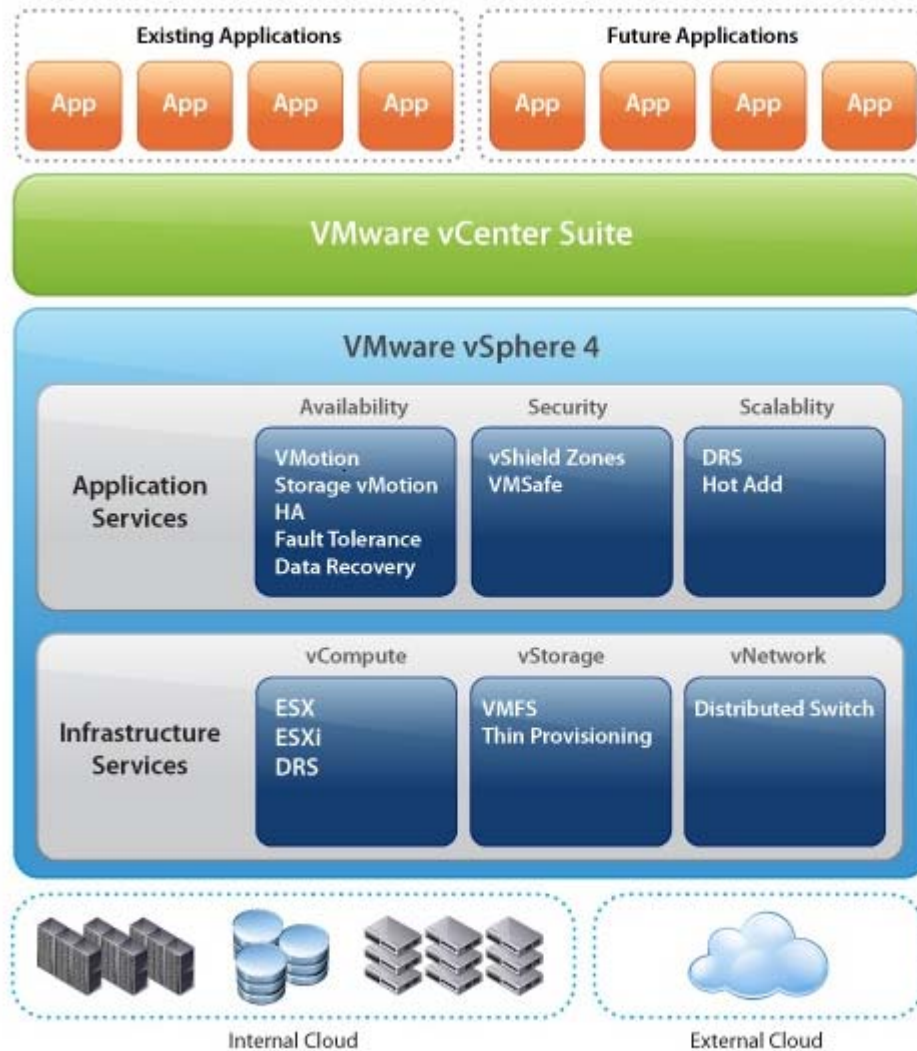 Existing Applications
Future Applications
App App App App App App App App
VMware vCenter Suite
VMware vSphere 4
Availability Security Scalablity
Application
Services
VMotion
Storage vMotion
HA
Fault Tolerance
Data Recovery
vShield Zones
VMSafe
DRS
Hot Add
vCompute vStorage vNetwork
Infrastructure
Services
ESX
ESXi
DRS
VMFS
Thin Provisioning
Distributed Switch
Internal Cloud
External Cloud